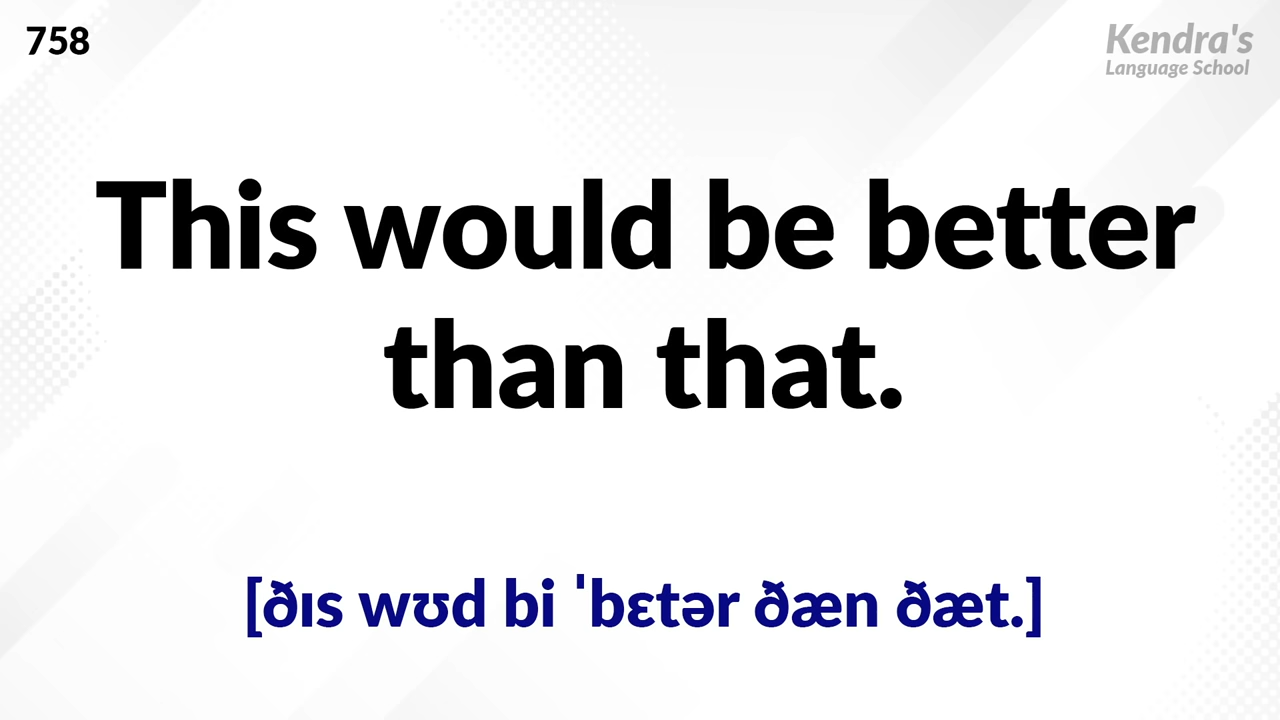 758
Kendra's
Language School
This would be better
than that.
[ðɪs wʊd bi ˈbɛtər ðæn ðæt.]